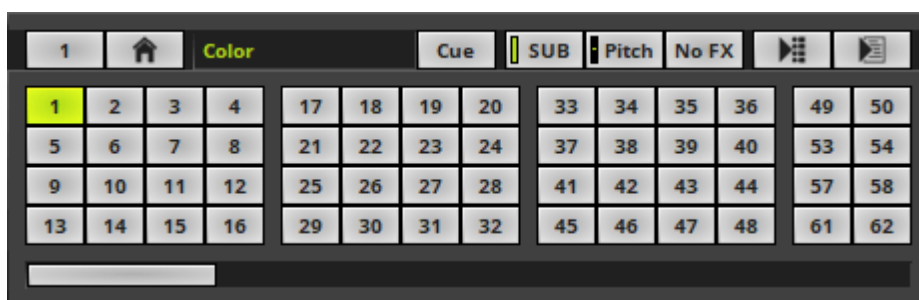 1 Color Cue SUB Pitch No FX
1 2 3 4 17 18 19 20 33 34 35 36 49 50
5 6 7 8 21 22 23 24 37 38 39 40 53 54
9 10 11 12 25 26 27 28 41 42 43 44 57 58
13 14 15 16 29 30 31 32 45 46 47 48 61 62